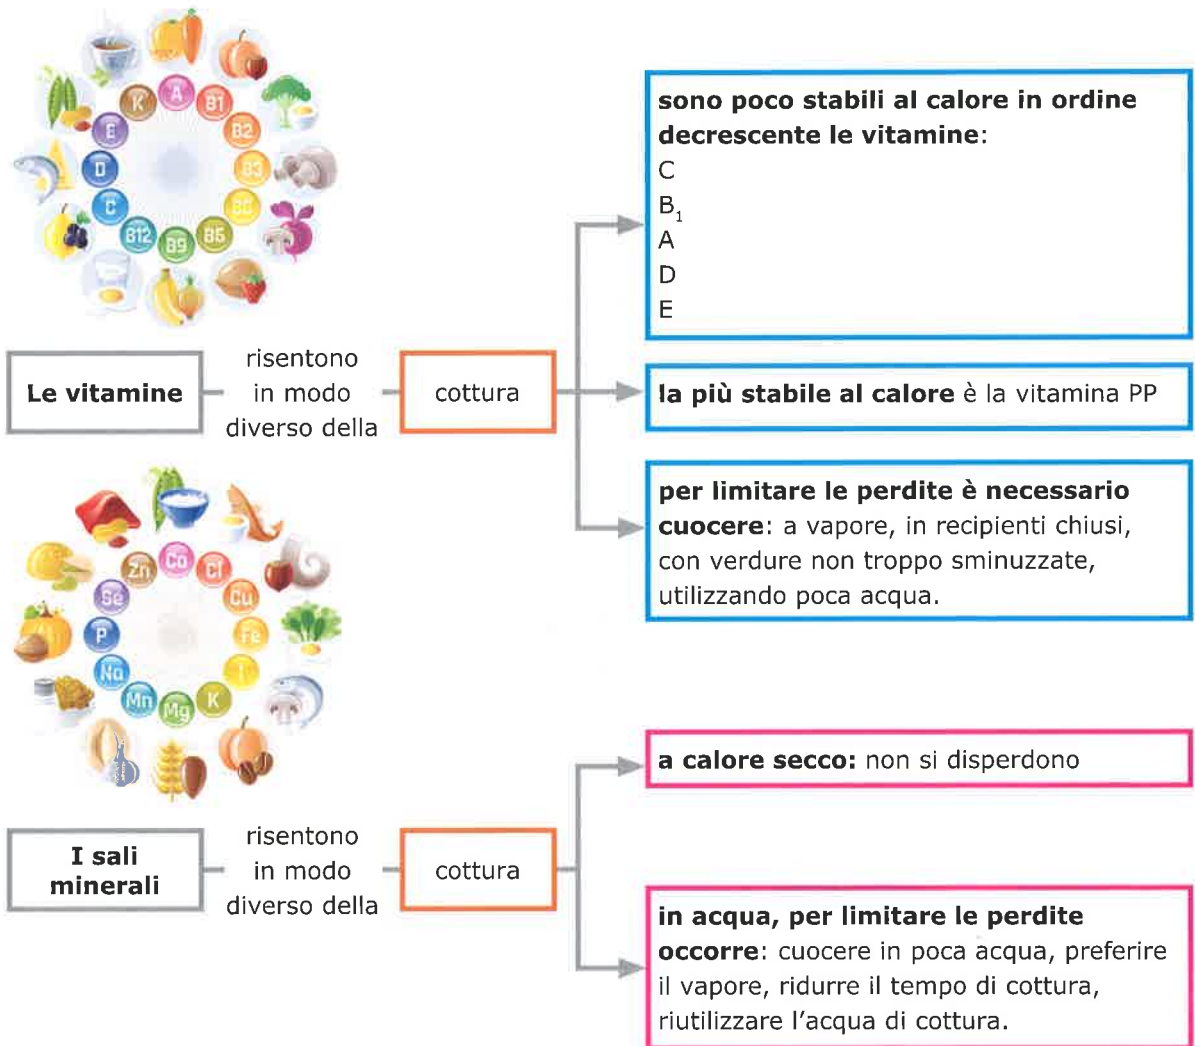 K
A
B1
E
B2
D
B3
C
B6
B12
B9
B5
sono poco stabili al calore in ordine
decrescente le vitamine:
C
B₁
A
D
E
Le vitamine
risentono
in modo
diverso della
cottura
la più stabile al calore è la vitamina PP
per limitare le perdite è necessario
cuocere: a vapore, in recipienti chiusi,
con verdure non troppo sminuzzate,
utilizzando poca acqua.
Zn
Co
Cl
Se
Cu
P
Fe
Na
I
Mn
Mg
K
a calore secco: non si disperdono
I sali
minerali
risentono
in modo
diverso della
cottura
in acqua, per limitare le perdite
occorre: cuocere in poca acqua, preferire
il vapore, ridurre il tempo di cottura,
riutilizzare l'acqua di cottura.